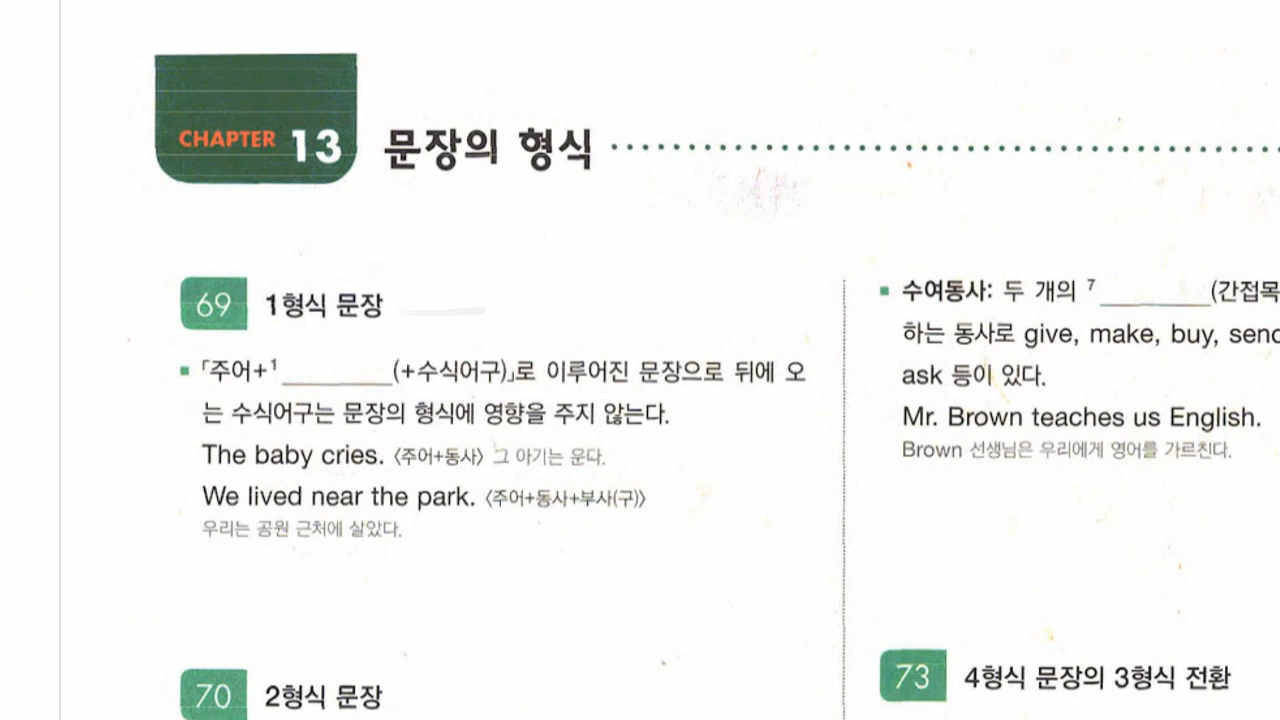 CHAPTER 13 문장의 형식
69 1형식 문장
「주어+¹ ________(+수식어구)」로 이루어진 문장으로 뒤에 오
는 수식어구는 문장의 형식에 영향을 주지 않는다.
The baby cries. 〈주어+동사〉 그 아기는 운다.
We lived near the park. 〈주어+동사+부사(구)〉
우리는 공원 근처에 살았다.
70 2형식 문장
수여동사: 두 개의 ⁷ ________(간접목
하는 동사로 give, make, buy, send
ask 등이 있다.
Mr. Brown teaches us English.
Brown 선생님은 우리에게 영어를 가르친다.
73 4형식 문장의 3형식 전환